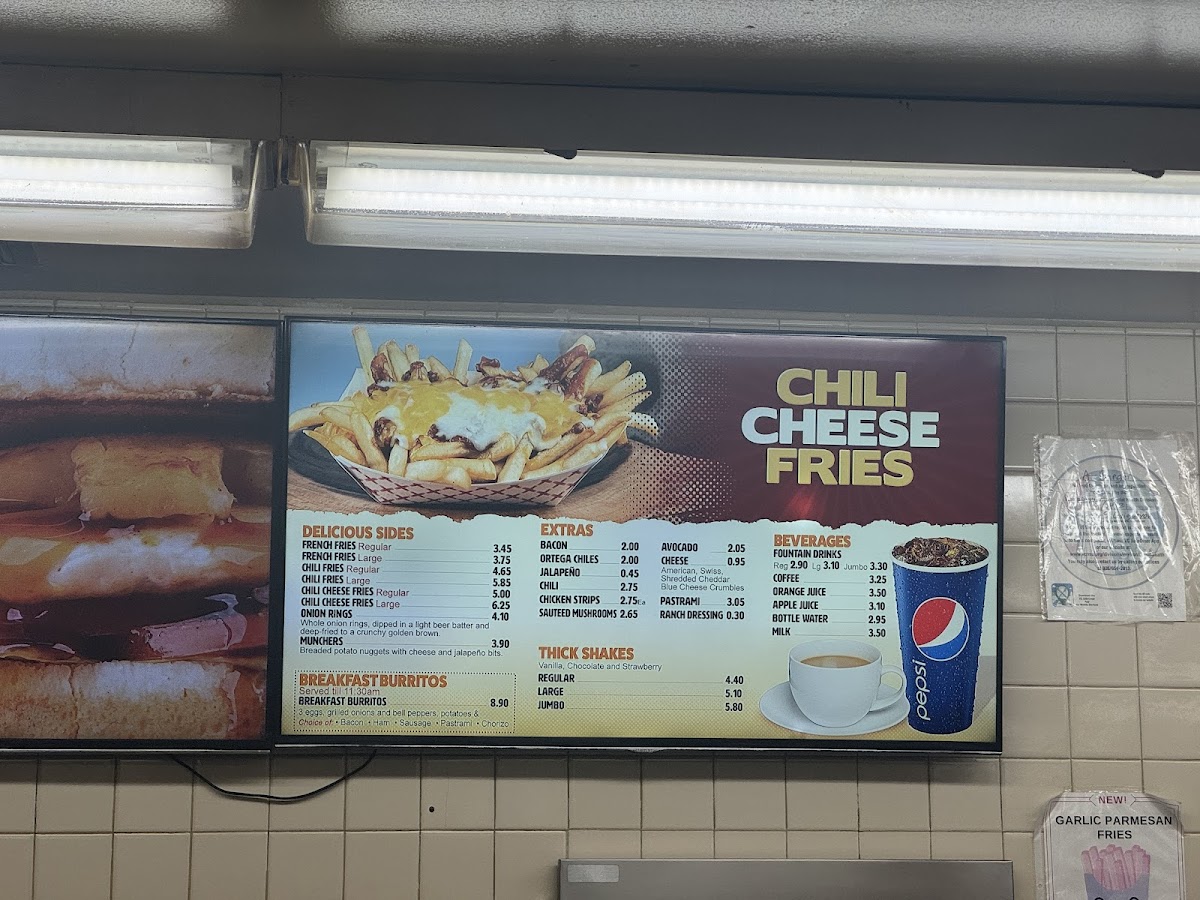 CHILI
CHEESE
FRIES
DELICIOUS SIDES
FRENCH FRIES Regular 3.45
FRENCH FRIES Large 3.75
CHILI FRIES Regular 4.65
CHILI FRIES Large 5.85
CHILI CHEESE FRIES Regular 5.00
CHILI CHEESE FRIES Large 6.25
ONION RINGS 4.10
Whole onion rings, dipped in a light beer batter and
deep-fried to a crunchy golden brown.
MUNCHERS 3.90
Breaded potato nuggets with cheese and jalapeño bits.
BREAKFAST BURRITOS
Served till 11:30am
BREAKFAST BURRITOS 8.90
3 eggs, grilled onions and bell peppers, potatoes &
Choice of: • Bacon • Ham • Sausage • Pastrami • Chorizo
EXTRAS
BACON 2.00
ORTEGA CHILES 2.00
JALAPEÑO 0.45
CHILI 2.75
CHICKEN STRIPS 2.75Ea
SAUTEED MUSHROOMS 2.65
AVOCADO 2.05
CHEESE 0.95
American, Swiss,
Shredded Cheddar
Blue Cheese Crumbles
PASTRAMI 3.05
RANCH DRESSING 0.30
THICK SHAKES
Vanilla, Chocolate and Strawberry
REGULAR 4.40
LARGE 5.10
JUMBO 5.80
BEVERAGES
FOUNTAIN DRINKS
Reg 2.90 Lg 3.10 Jumbo 3.30
COFFEE 3.25
ORANGE JUICE 3.50
APPLE JUICE 3.10
BOTTLE WATER 2.95
MILK 3.50
pepsi
NEW!
GARLIC PARMESAN
FRIES